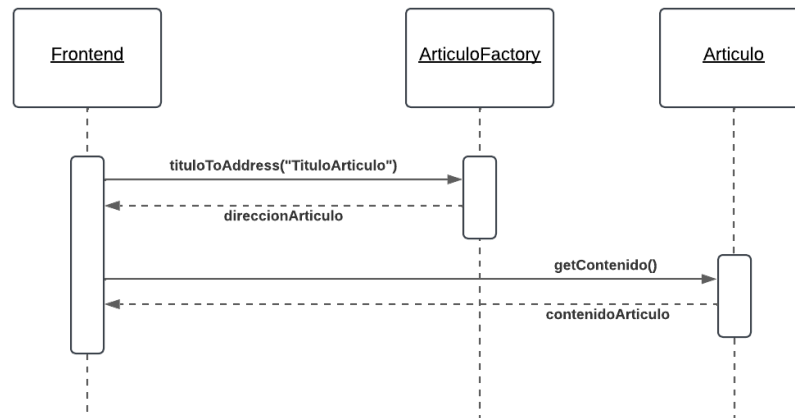 Frontend
ArticuloFactory
Articulo
tituloToAddress("TituloArticulo")
direccionArticulo
getContenido()
contenidoArticulo